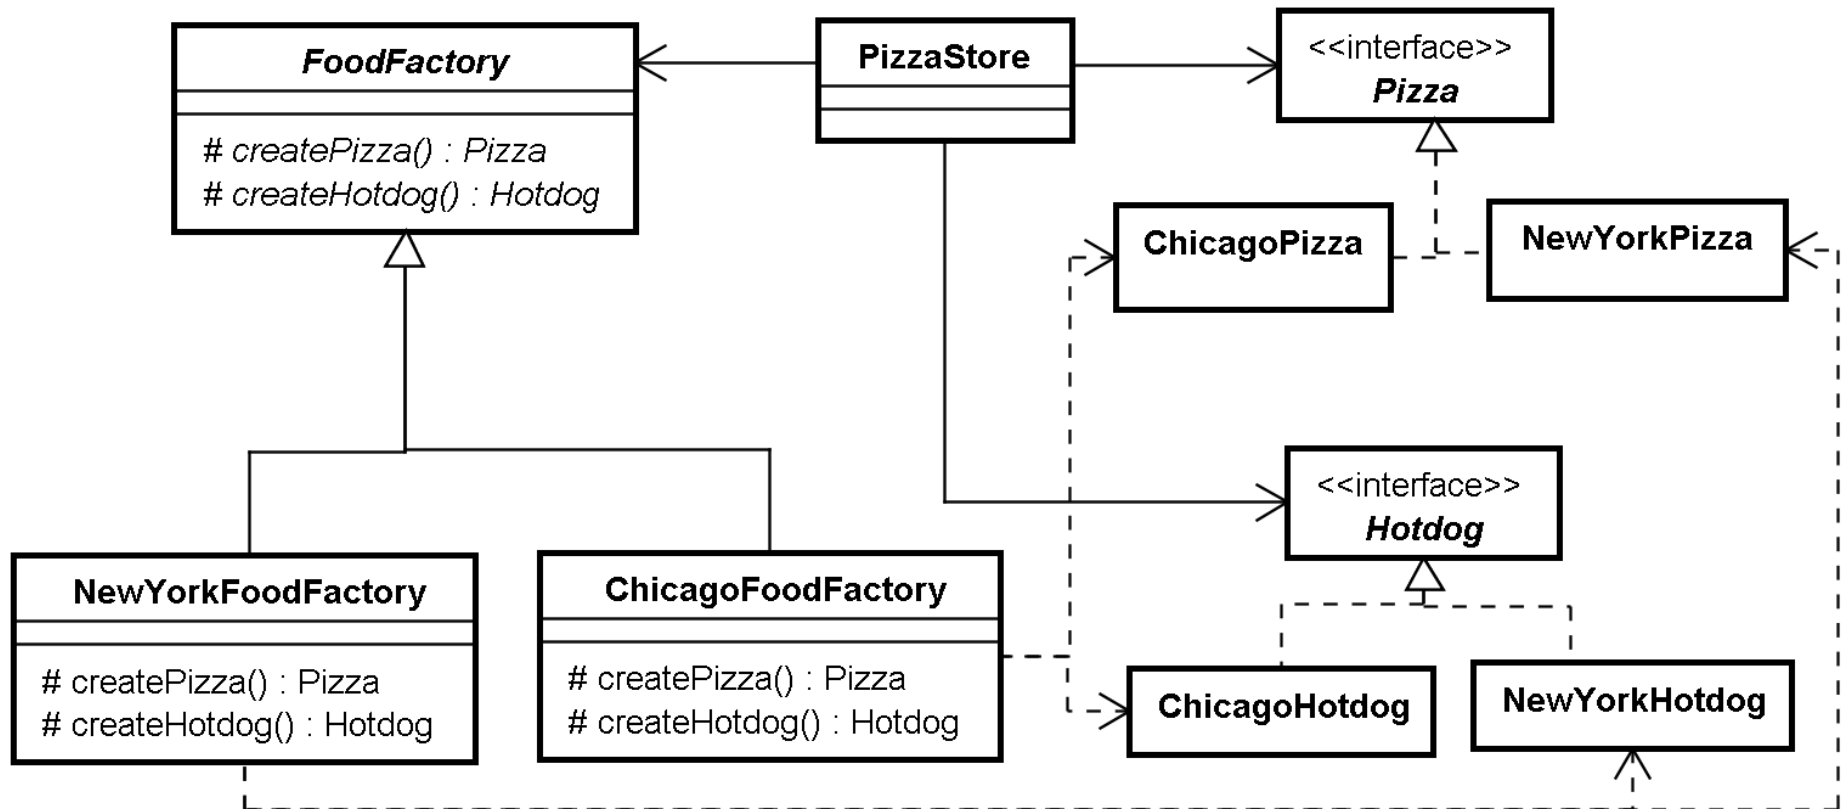 FoodFactory
# createPizza() : Pizza
# createHotdog() : Hotdog
PizzaStore
<<interface>>
Pizza
ChicagoPizza
NewYorkPizza
<<interface>>
Hotdog
NewYorkFoodFactory
# createPizza() : Pizza
# createHotdog() : Hotdog
ChicagoFoodFactory
# createPizza() : Pizza
# createHotdog() : Hotdog
ChicagoHotdog
NewYorkHotdog